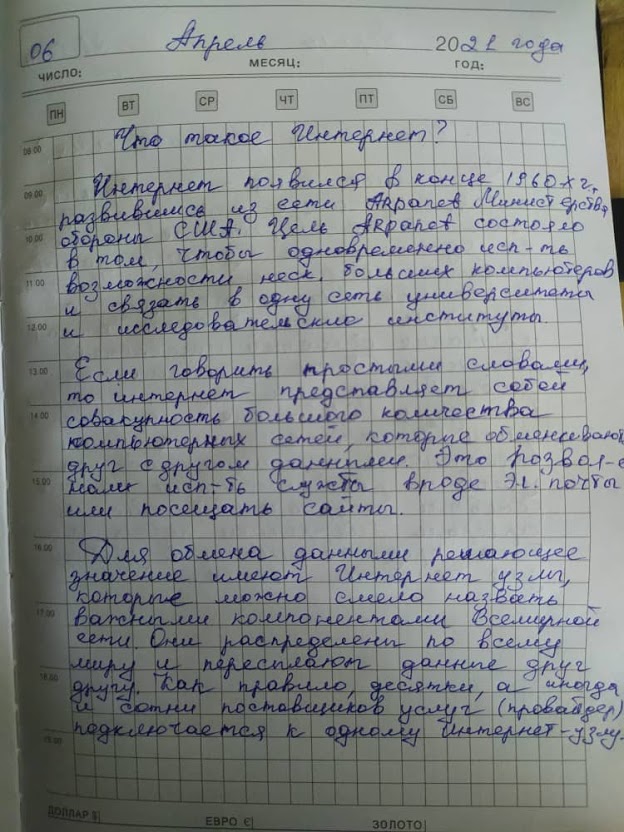 06 Апрель 2021 года
ЧИСЛО: МЕСЯЦ: ГОД:
ПН ВТ СР ЧТ ПТ СБ ВС
08:00 Что такое Интернет?
09:00 Интернет появился в конце 1960х г.,
развившись из сети ARpanet Министерства
10:00 обороны США. Цель ARpanet состояло
в том, чтобы одновременно исп-ть
11:00 возможности неск. больших компьютеров
и связать в одну сеть университеты
12:00 и исследовательские институты.
13:00 Если говорить простыми словами,
то интернет представляет собой
14:00 совакупность большого количества
компьютерных сетей, которые обменивают
друг с другом данными. Это
15:00 нам исп-ть службы вроде Эл. почты
или посещать сайты.
16:00 Для обмена данными решающее
значение имеют Интернет узлы,
которые можно смело назвать
17:00 важными компонентами Всемирной
сети. Они распределены по всему
миру и пересылают данные друг
18:00 другу. Как правило, десятки, а иногда
и сотни поставщиков услуг (провайдер)
подключается к одному Интернет-узлу.
19:00
ДОЛЛАР $ ЕВРО € ЗОЛОТО